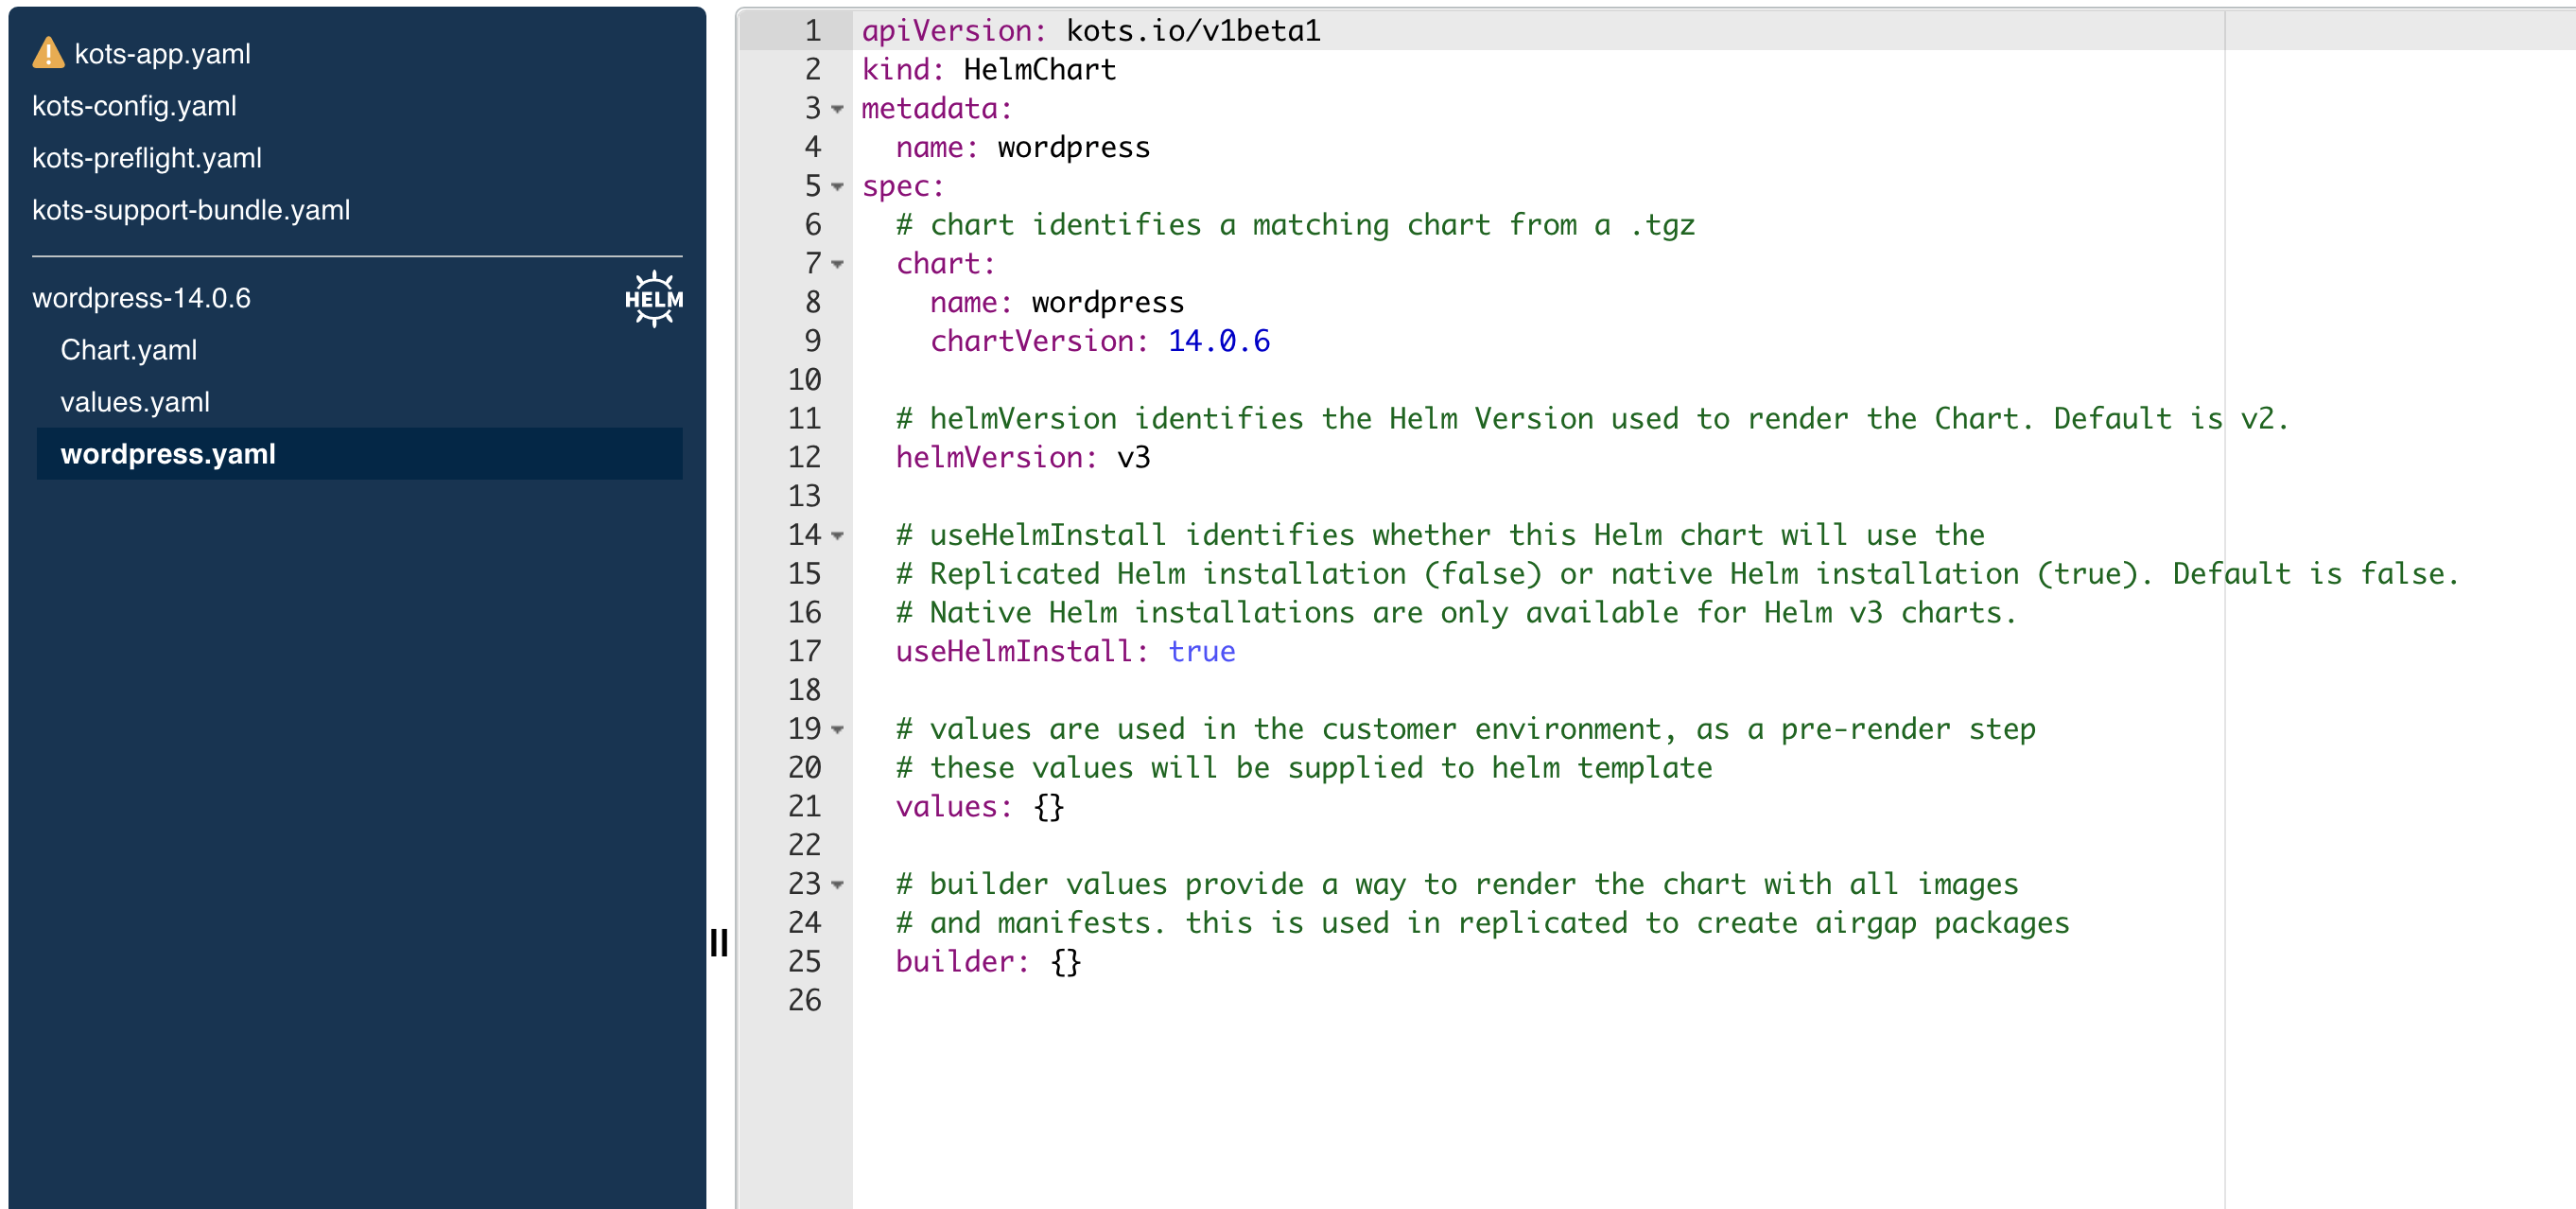 kots-app.yaml
kots-config.yaml
kots-preflight.yaml
kots-support-bundle.yaml
wordpress-14.0.6
HELM
Chart.yaml
values.yaml
wordpress.yaml
1 apiVersion: kots.io/v1beta1
2 kind: HelmChart
3 metadata:
4   name: wordpress
5 spec:
6   # chart identifies a matching chart from a .tgz
7   chart:
8     name: wordpress
9     chartVersion: 14.0.6
10
11   # helmVersion identifies the Helm Version used to render the Chart. Default is v2.
12   helmVersion: v3
13
14   # useHelmInstall identifies whether this Helm chart will use the
15   # Replicated Helm installation (false) or native Helm installation (true). Default is false.
16   # Native Helm installations are only available for Helm v3 charts.
17   useHelmInstall: true
18
19   # values are used in the customer environment, as a pre-render step
20   # these values will be supplied to helm template
21   values: {}
22
23   # builder values provide a way to render the chart with all images
24   # and manifests. this is used in replicated to create airgap packages
25   builder: {}
26